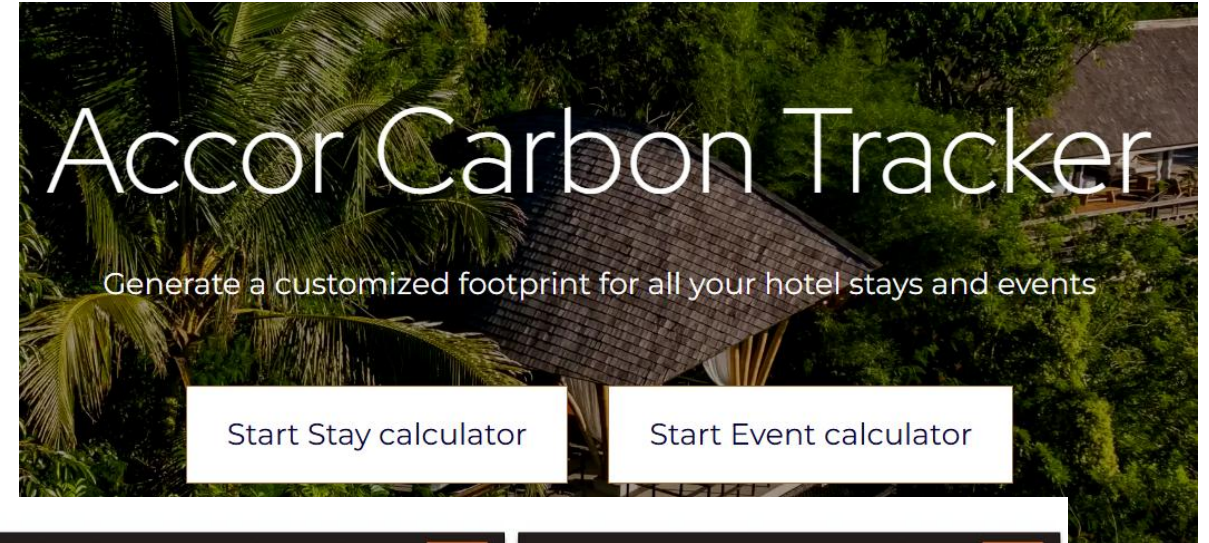 Accor Carbon Tracker
Generate a customized footprint for all your hotel stays and events
Start Stay calculator
Start Event calculator